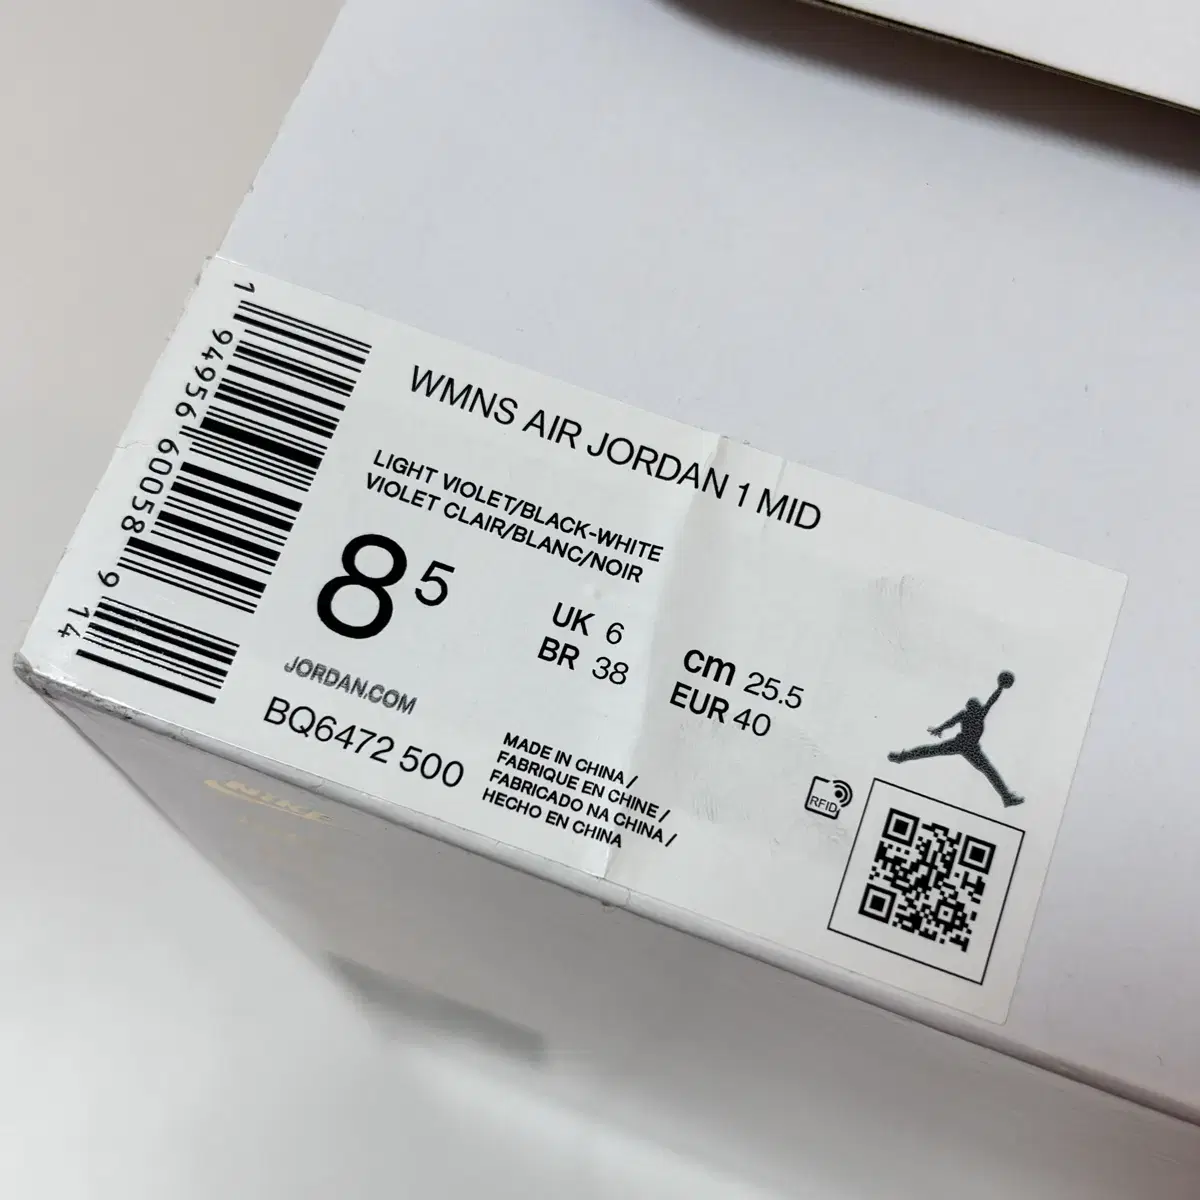 WMNS AIR JORDAN 1 MID
LIGHT VIOLET/BLACK-WHITE
VIOLET CLAIR/BLANC/NOIR
8 5
UK 6
BR 38
cm 25.5
EUR 40
JORDAN.COM
BQ6472 500
MADE IN CHINA /
FABRIQUE EN CHINE /
FABRICADO NA CHINA /
HECHO EN CHINA
RFID
1 94956 60058 9 14
NIKE